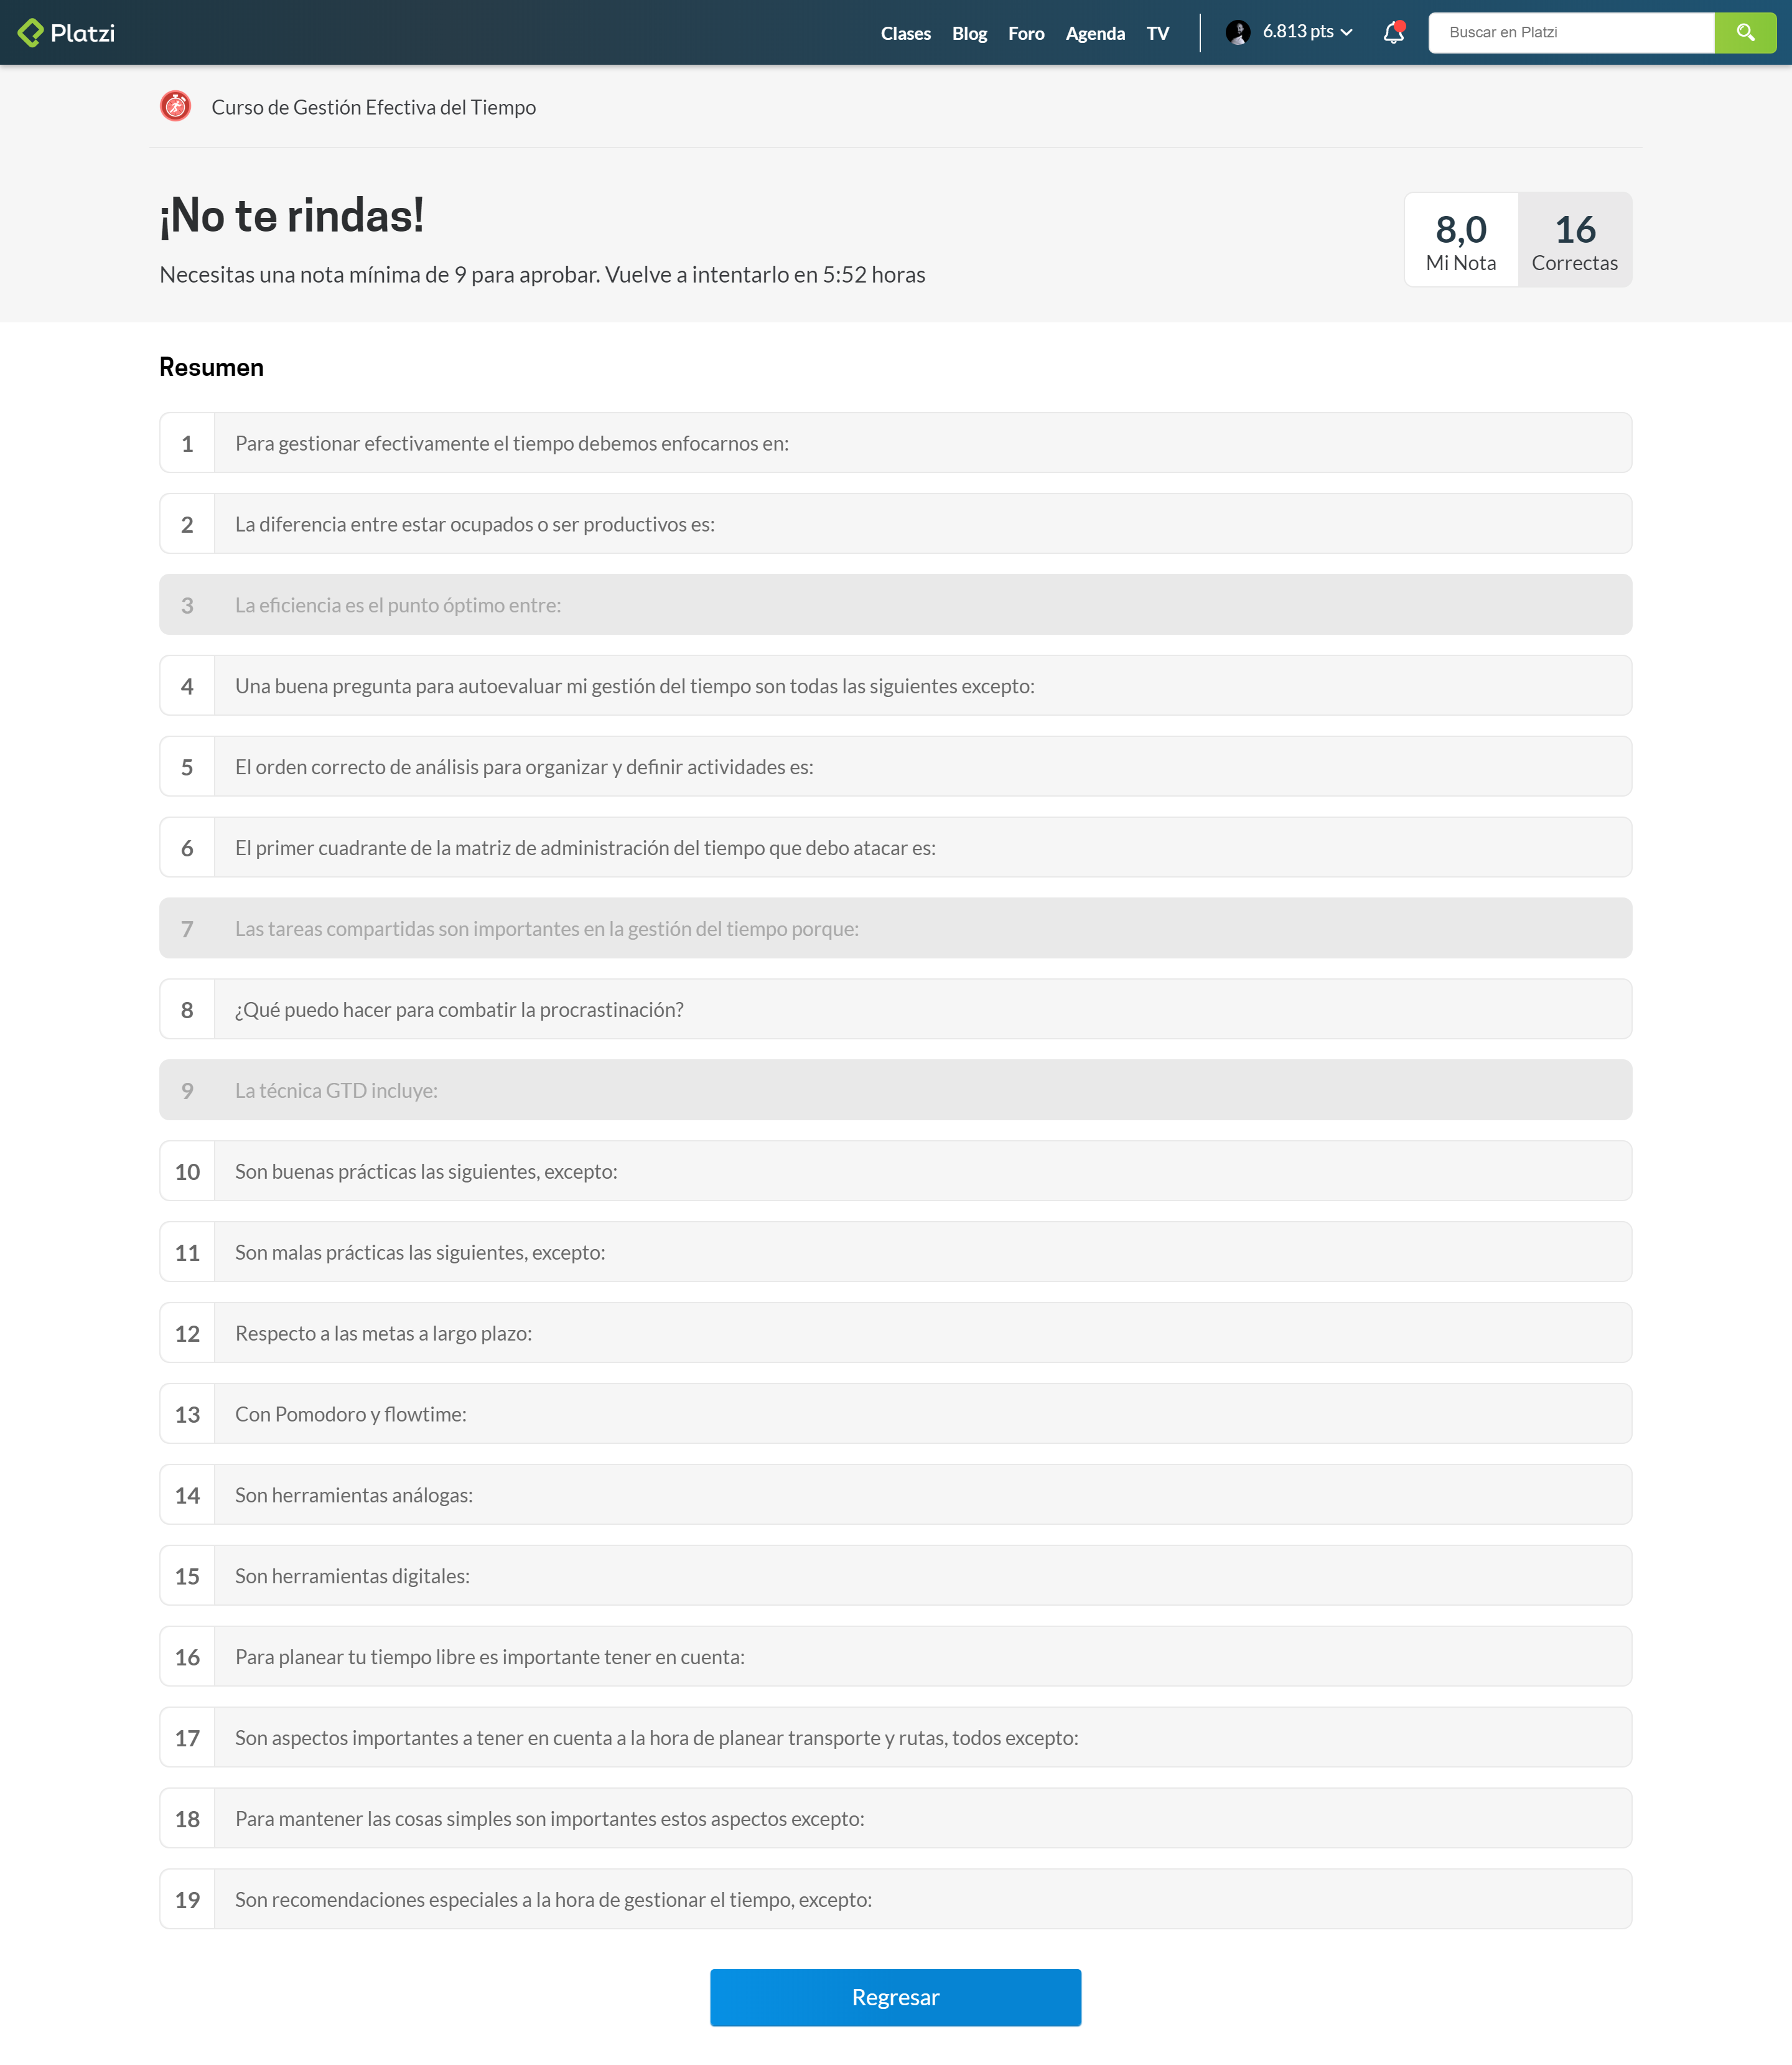 Platzi
Clases Blog Foro Agenda TV 6.813 pts Buscar en Platzi
Curso de Gestión Efectiva del Tiempo
¡No te rindas!
Necesitas una nota mínima de 9 para aprobar. Vuelve a intentarlo en 5:52 horas
8,0 16
Mi Nota Correctas
Resumen
1 Para gestionar efectivamente el tiempo debemos enfocarnos en:
2 La diferencia entre estar ocupados o ser productivos es:
3 La eficiencia es el punto óptimo entre:
4 Una buena pregunta para autoevaluar mi gestión del tiempo son todas las siguientes excepto:
5 El orden correcto de análisis para organizar y definir actividades es:
6 El primer cuadrante de la matriz de administración del tiempo que debo atacar es:
7 Las tareas compartidas son importantes en la gestión del tiempo porque:
8 ¿Qué puedo hacer para combatir la procrastinación?
9 La técnica GTD incluye:
10 Son buenas prácticas las siguientes, excepto:
11 Son malas prácticas las siguientes, excepto:
12 Respecto a las metas a largo plazo:
13 Con Pomodoro y flowtime:
14 Son herramientas análogas:
15 Son herramientas digitales:
16 Para planear tu tiempo libre es importante tener en cuenta:
17 Son aspectos importantes a tener en cuenta a la hora de planear transporte y rutas, todos excepto:
18 Para mantener las cosas simples son importantes estos aspectos excepto:
19 Son recomendaciones especiales a la hora de gestionar el tiempo, excepto:
Regresar